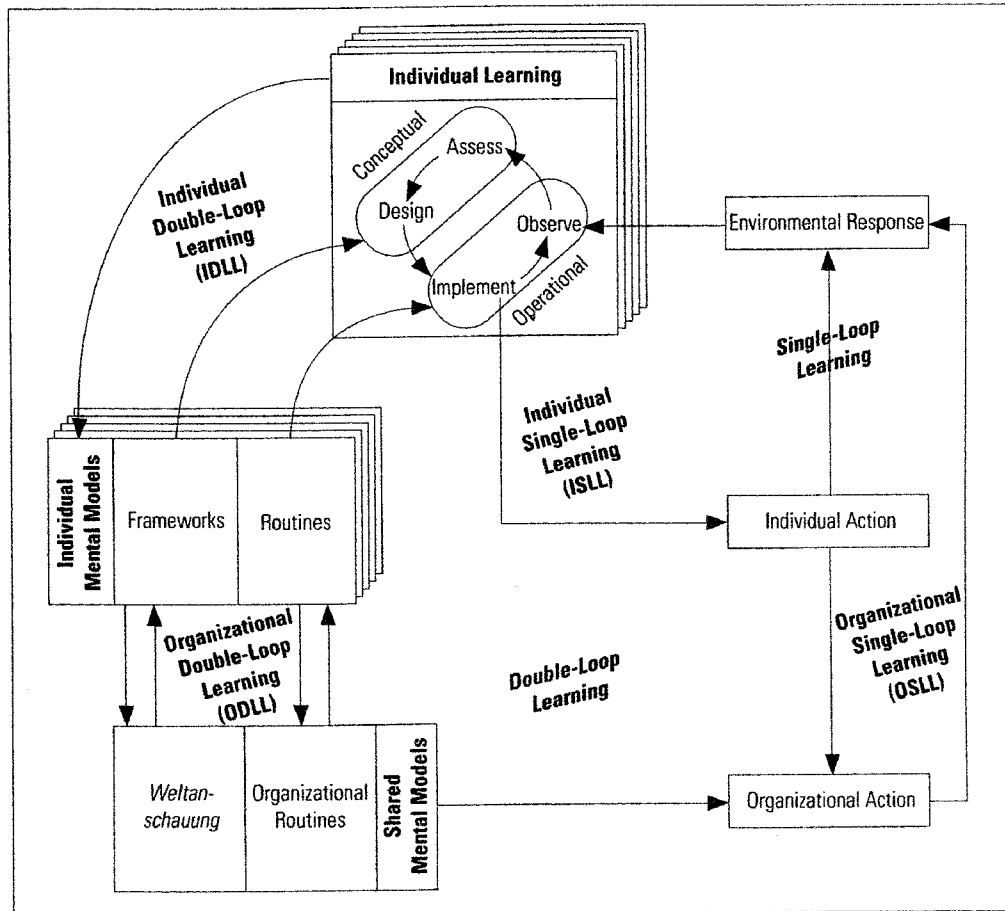 Individual Learning
Conceptual
Assess
Design
Observe
Implement
Operational
Individual
Double-Loop
Learning
(IDLL)
Environmental Response
Single-Loop
Learning
Individual
Single-Loop
Learning
(ISLL)
Individual
Mental Models
Frameworks
Routines
Individual Action
Organizational
Double-Loop
Learning
(ODLL)
Double-Loop
Learning
Organizational
Single-Loop
Learning
(OSLL)
Weltan-
schauung
Organizational
Routines
Shared
Mental Models
Organizational Action